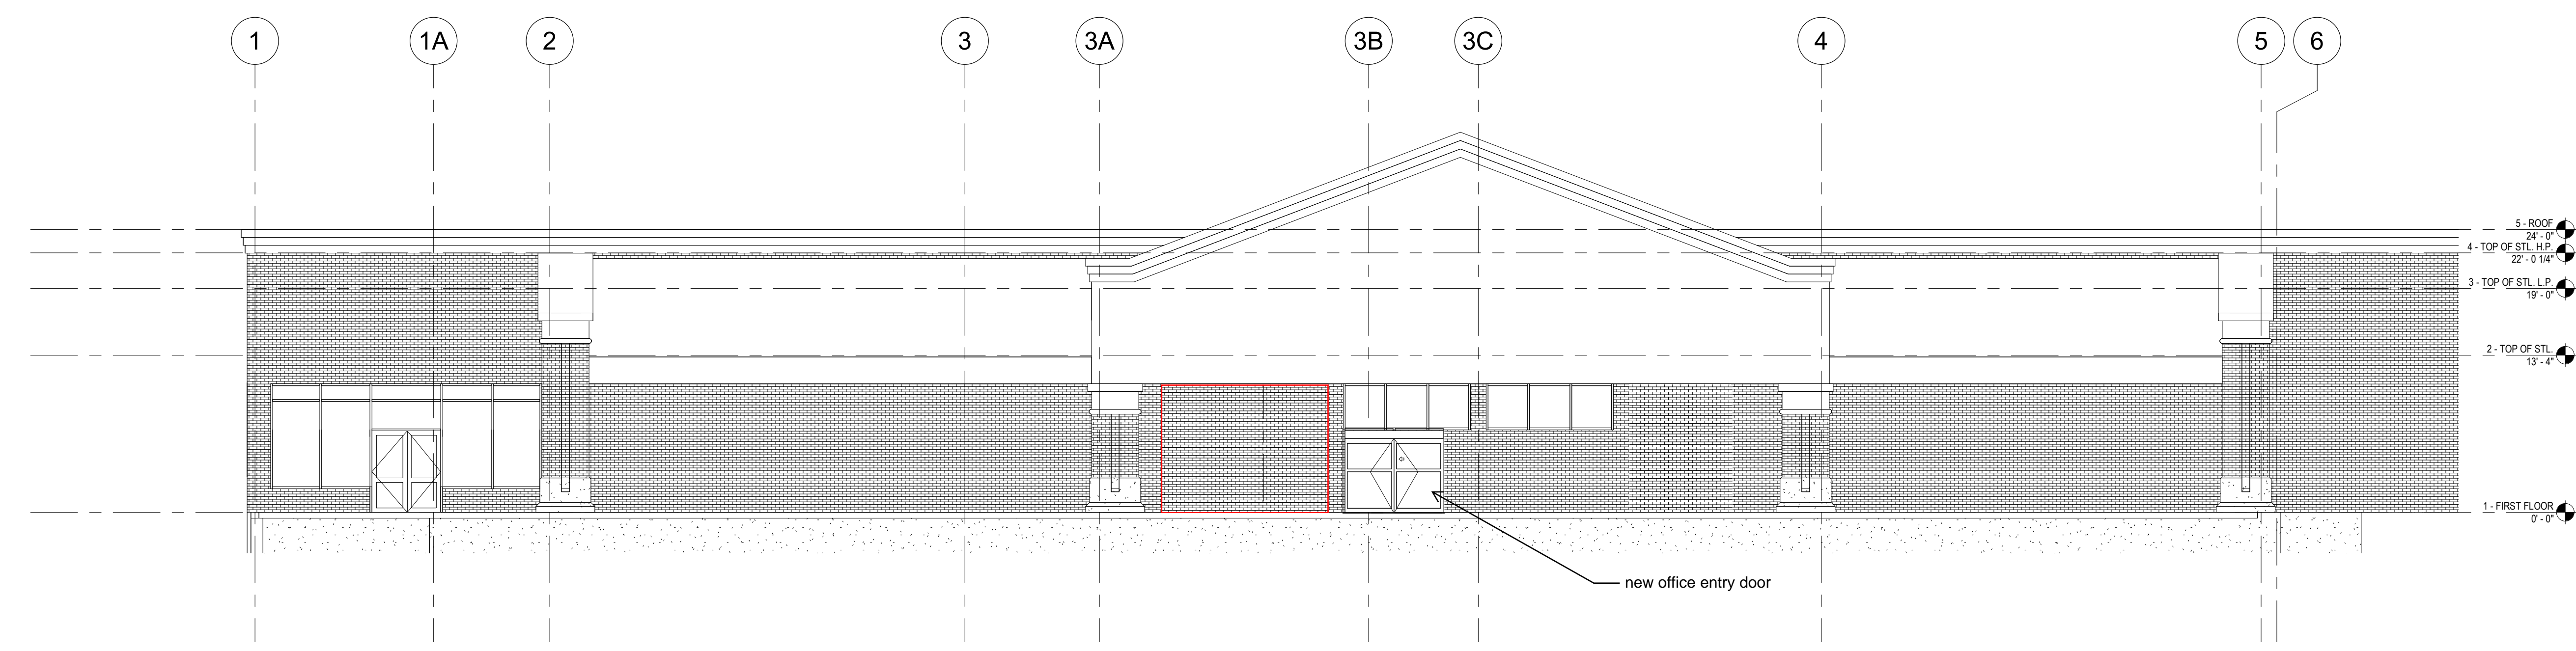 1 1A 2 3 3A 3B 3C 4 5 6
5 - ROOF
24' - 0"
4 - TOP OF STL. H.P.
22' - 0 1/4"
3 - TOP OF STL. L.P.
19' - 0"
2 - TOP OF STL.
13' - 4"
1 - FIRST FLOOR
0' - 0"
new office entry door